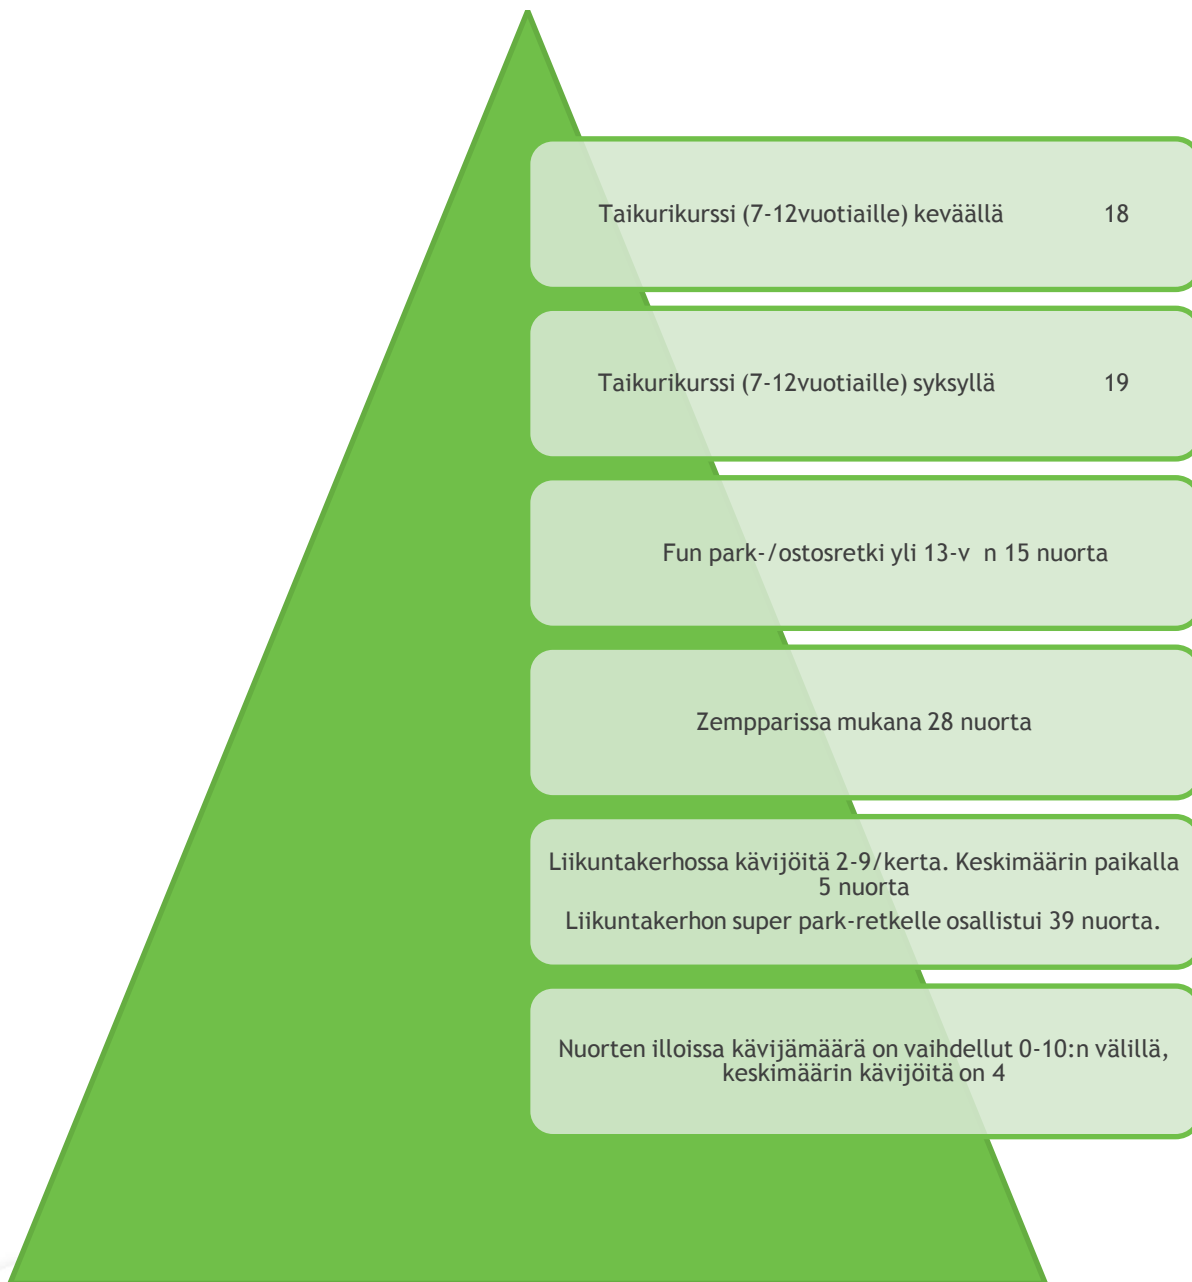 Taikurikurssi (7-12vuotiaille) keväällä 18
Taikurikurssi (7-12vuotiaille) syksyllä 19
Fun park-/ostosretki yli 13-v n 15 nuorta
Zempparissa mukana 28 nuorta
Liikuntakerhossa kävijöitä 2-9/kerta. Keskimäärin paikalla
5 nuorta
Liikuntakerhon super park-retkelle osallistui 39 nuorta.
Nuorten illoissa kävijämäärä on vaihdellut 0-10:n välillä,
keskimäärin kävijöitä on 4